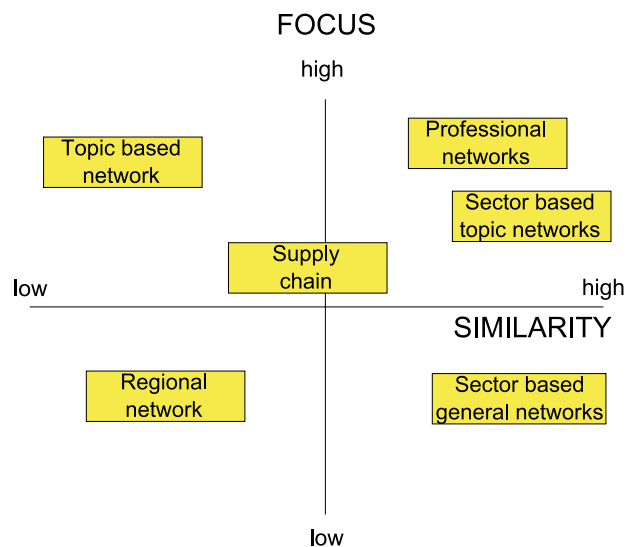 FOCUS
high
Topic based
network
Professional
networks
Sector based
topic networks
Supply
chain
low
high
SIMILARITY
Regional
network
Sector based
general networks
low